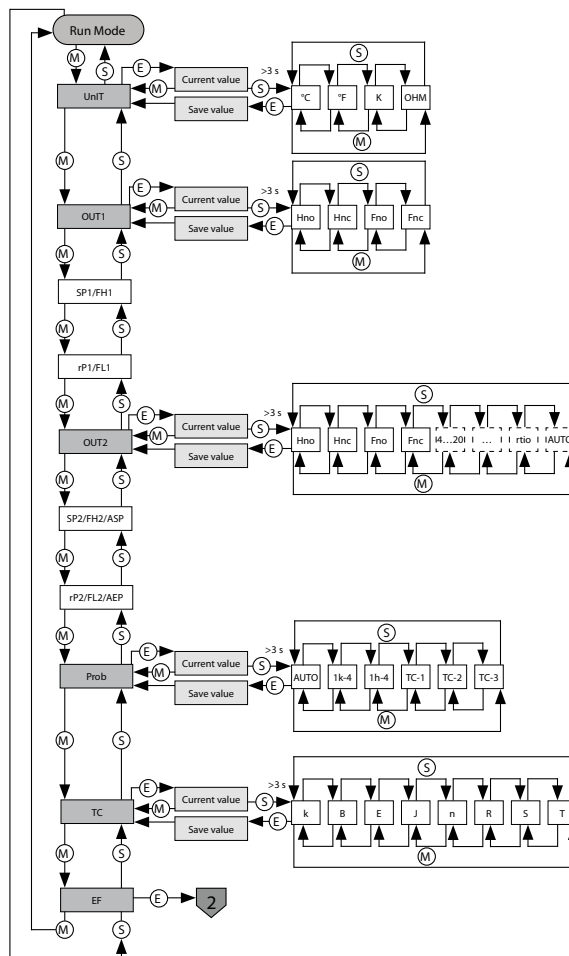 Run Mode
M S E Current value >3 s S
UnIT M S °C °F K OHM
Save value E
M
M S E Current value >3 s S
OUT1 M S Hno Hnc Fno Fnc
Save value E
M
M S
SP1/FH1
M S
rP1/FL1
M S E Current value >3 s S
OUT2 M S Hno Hnc Fno Fnc I4...20 ... rtio IAUTO
Save value E
M
M S
SP2/FH2/ASP
M S
rP2/FL2/AEP
M S E Current value >3 s S
Prob M S AUTO 1k-4 1h-4 TC-1 TC-2 TC-3
Save value E
M
M S
E Current value >3 s S
TC M S k B E J n R S T
Save value E
M
M S
EF E 2
M S